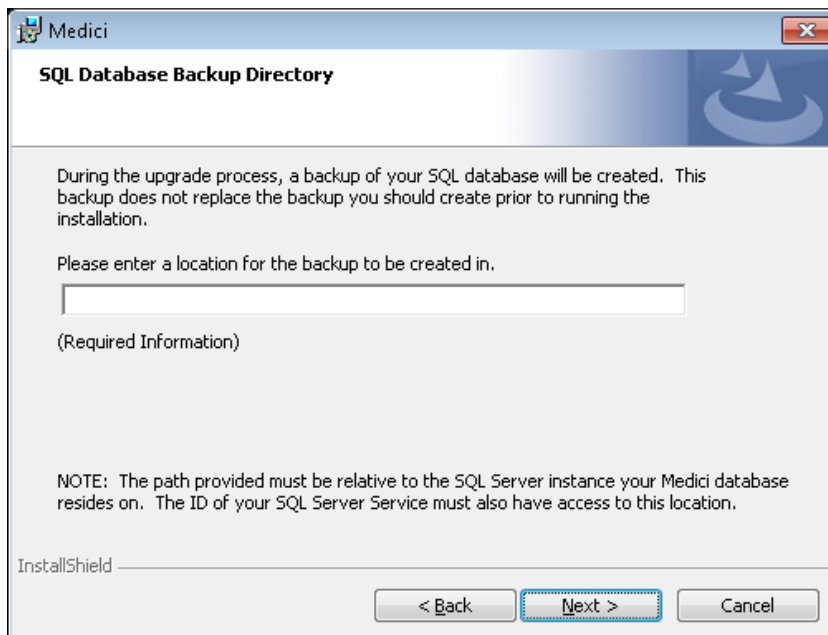 Medici
SQL Database Backup Directory
During the upgrade process, a backup of your SQL database will be created.  This
backup does not replace the backup you should create prior to running the
installation.
Please enter a location for the backup to be created in.
(Required Information)
NOTE:  The path provided must be relative to the SQL Server instance your Medici database
resides on.  The ID of your SQL Server Service must also have access to this location.
InstallShield
< Back
Next >
Cancel